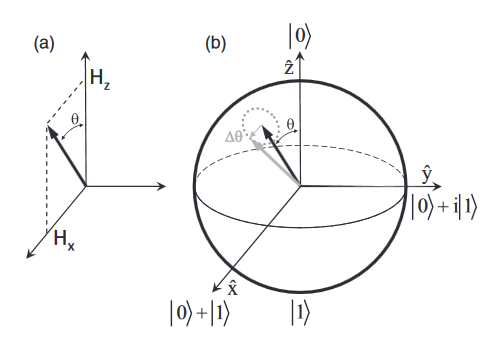 (a)
H_z
θ
H_x
(b)
|0⟩
ẑ
θ
Δθ
ŷ
|0⟩+i|1⟩
x̂
|0⟩+|1⟩
|1⟩